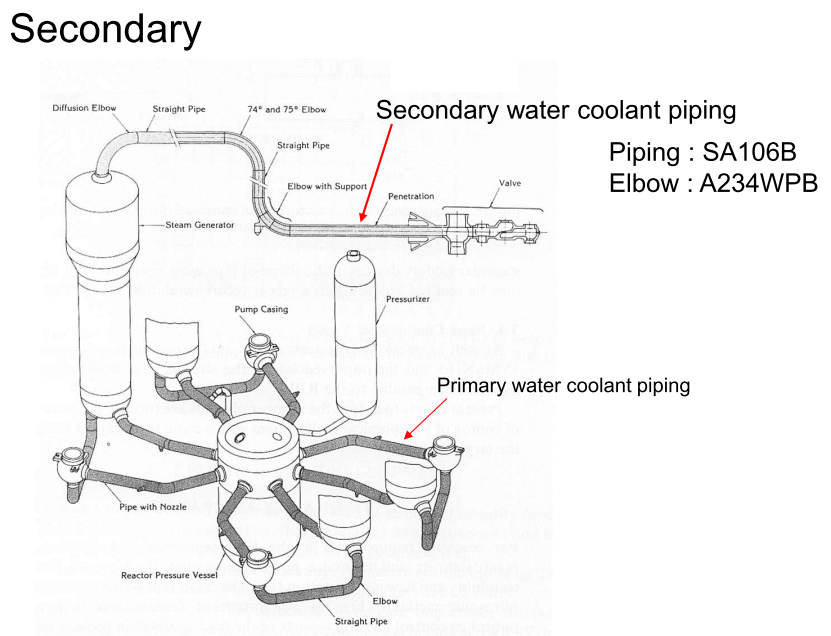 Secondary
Diffusion Elbow
Straight Pipe
74° and 75° Elbow
Secondary water coolant piping
Straight Pipe
Piping : SA106B
Elbow : A234WPB
Elbow with Support
Penetration
Valve
Steam Generator
Pressurizer
Pump Casing
Primary water coolant piping
Pipe with Nozzle
Reactor Pressure Vessel
Elbow
Straight Pipe